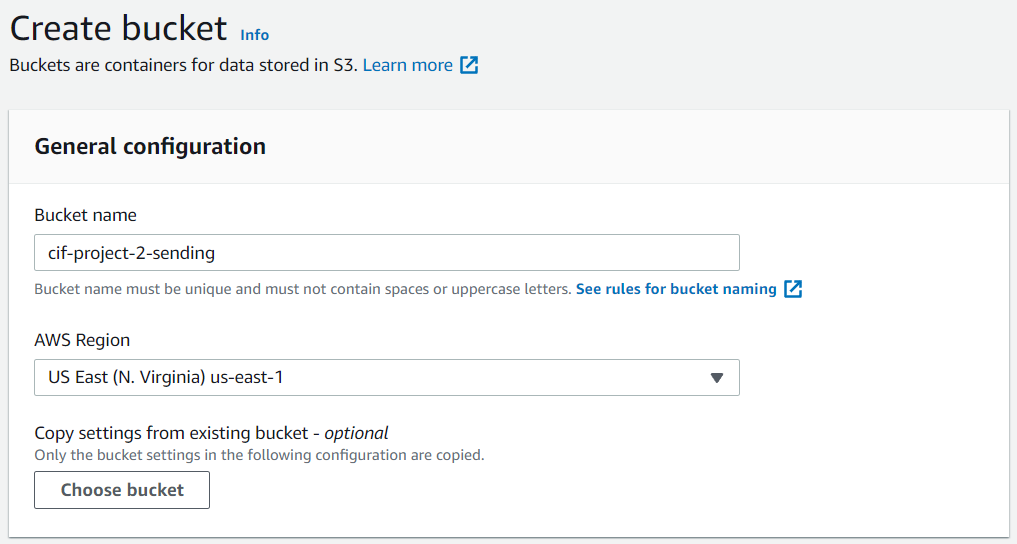 Create bucket Info
Buckets are containers for data stored in S3. Learn more
General configuration
Bucket name
cif-project-2-sending
Bucket name must be unique and must not contain spaces or uppercase letters. See rules for bucket naming
AWS Region
US East (N. Virginia) us-east-1
Copy settings from existing bucket - optional
Only the bucket settings in the following configuration are copied.
Choose bucket